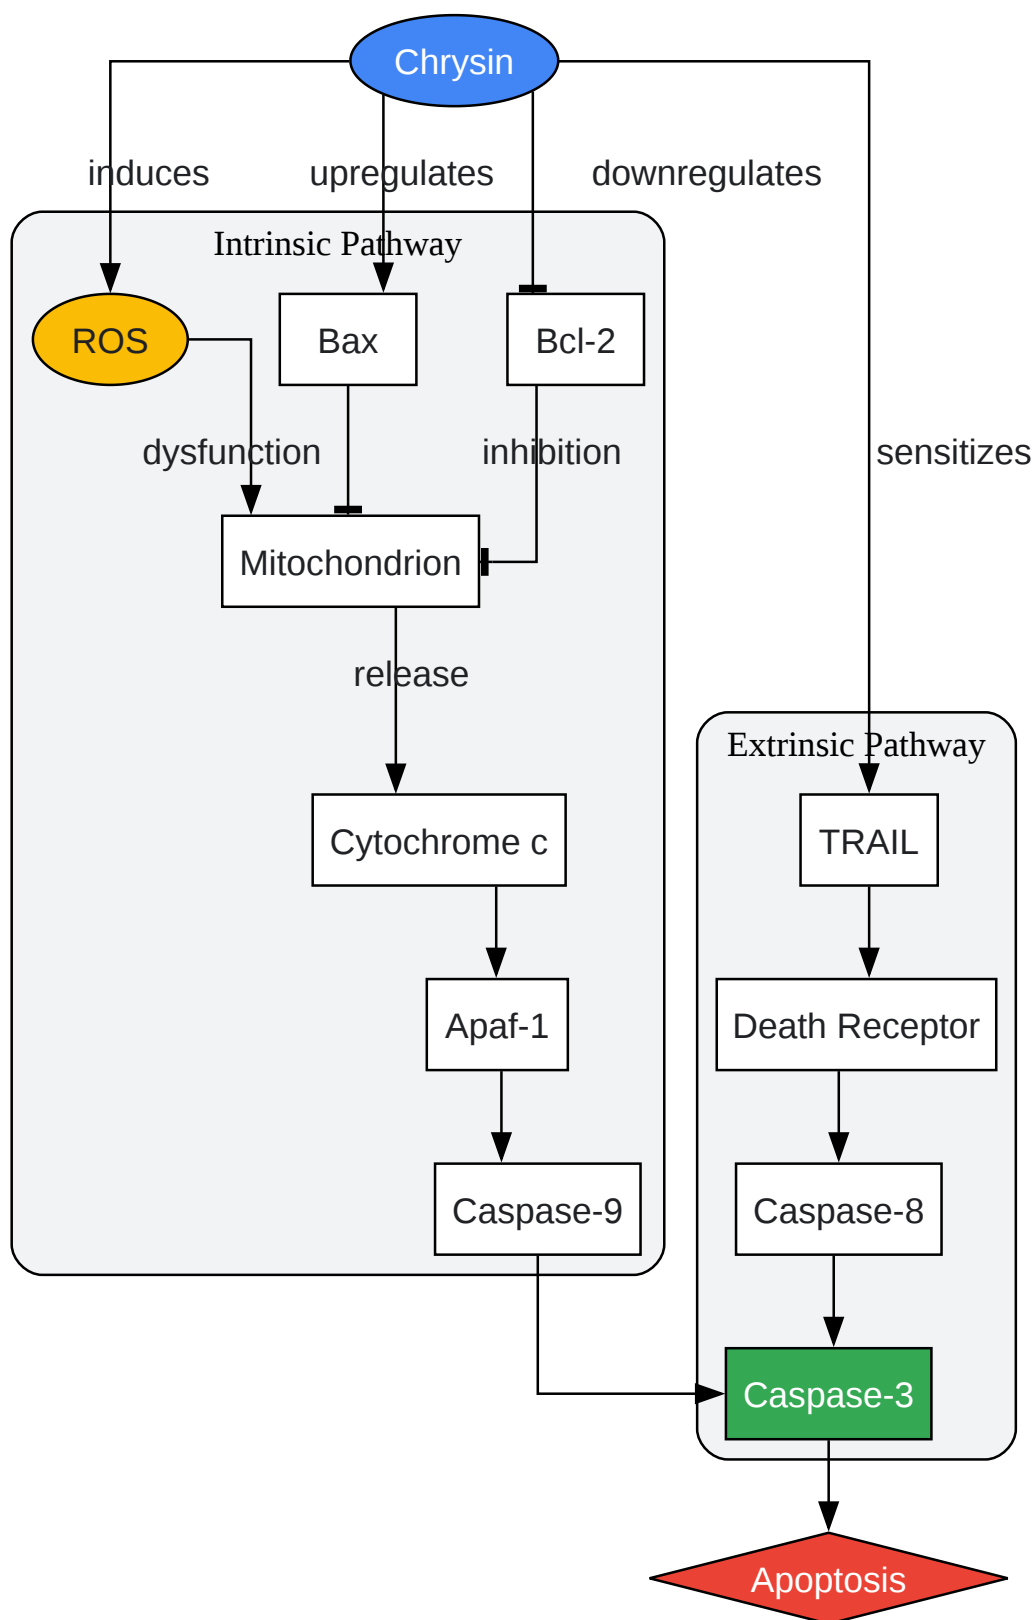 Chrysin
induces
upregulates
downregulates
Intrinsic Pathway
ROS
Bax
Bcl-2
dysfunction
inhibition
sensitizes
Mitochondrion
release
Extrinsic Pathway
Cytochrome c
TRAIL
Apaf-1
Death Receptor
Caspase-9
Caspase-8
Caspase-3
Apoptosis